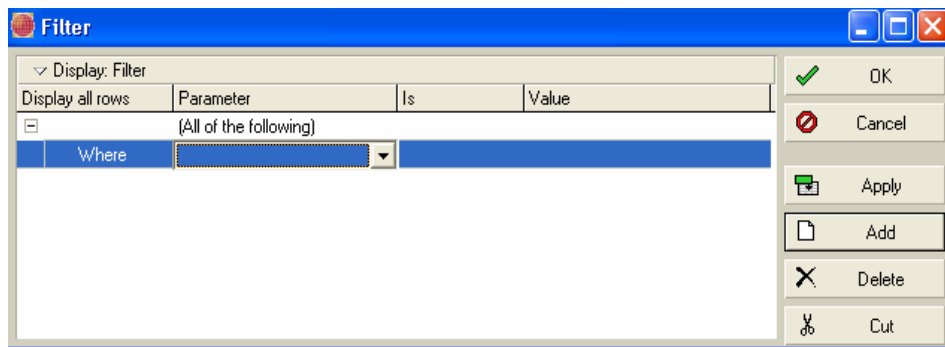 Filter
Display: Filter
Display all rows Parameter Is Value
(All of the following)
Where
OK
Cancel
Apply
Add
Delete
Cut